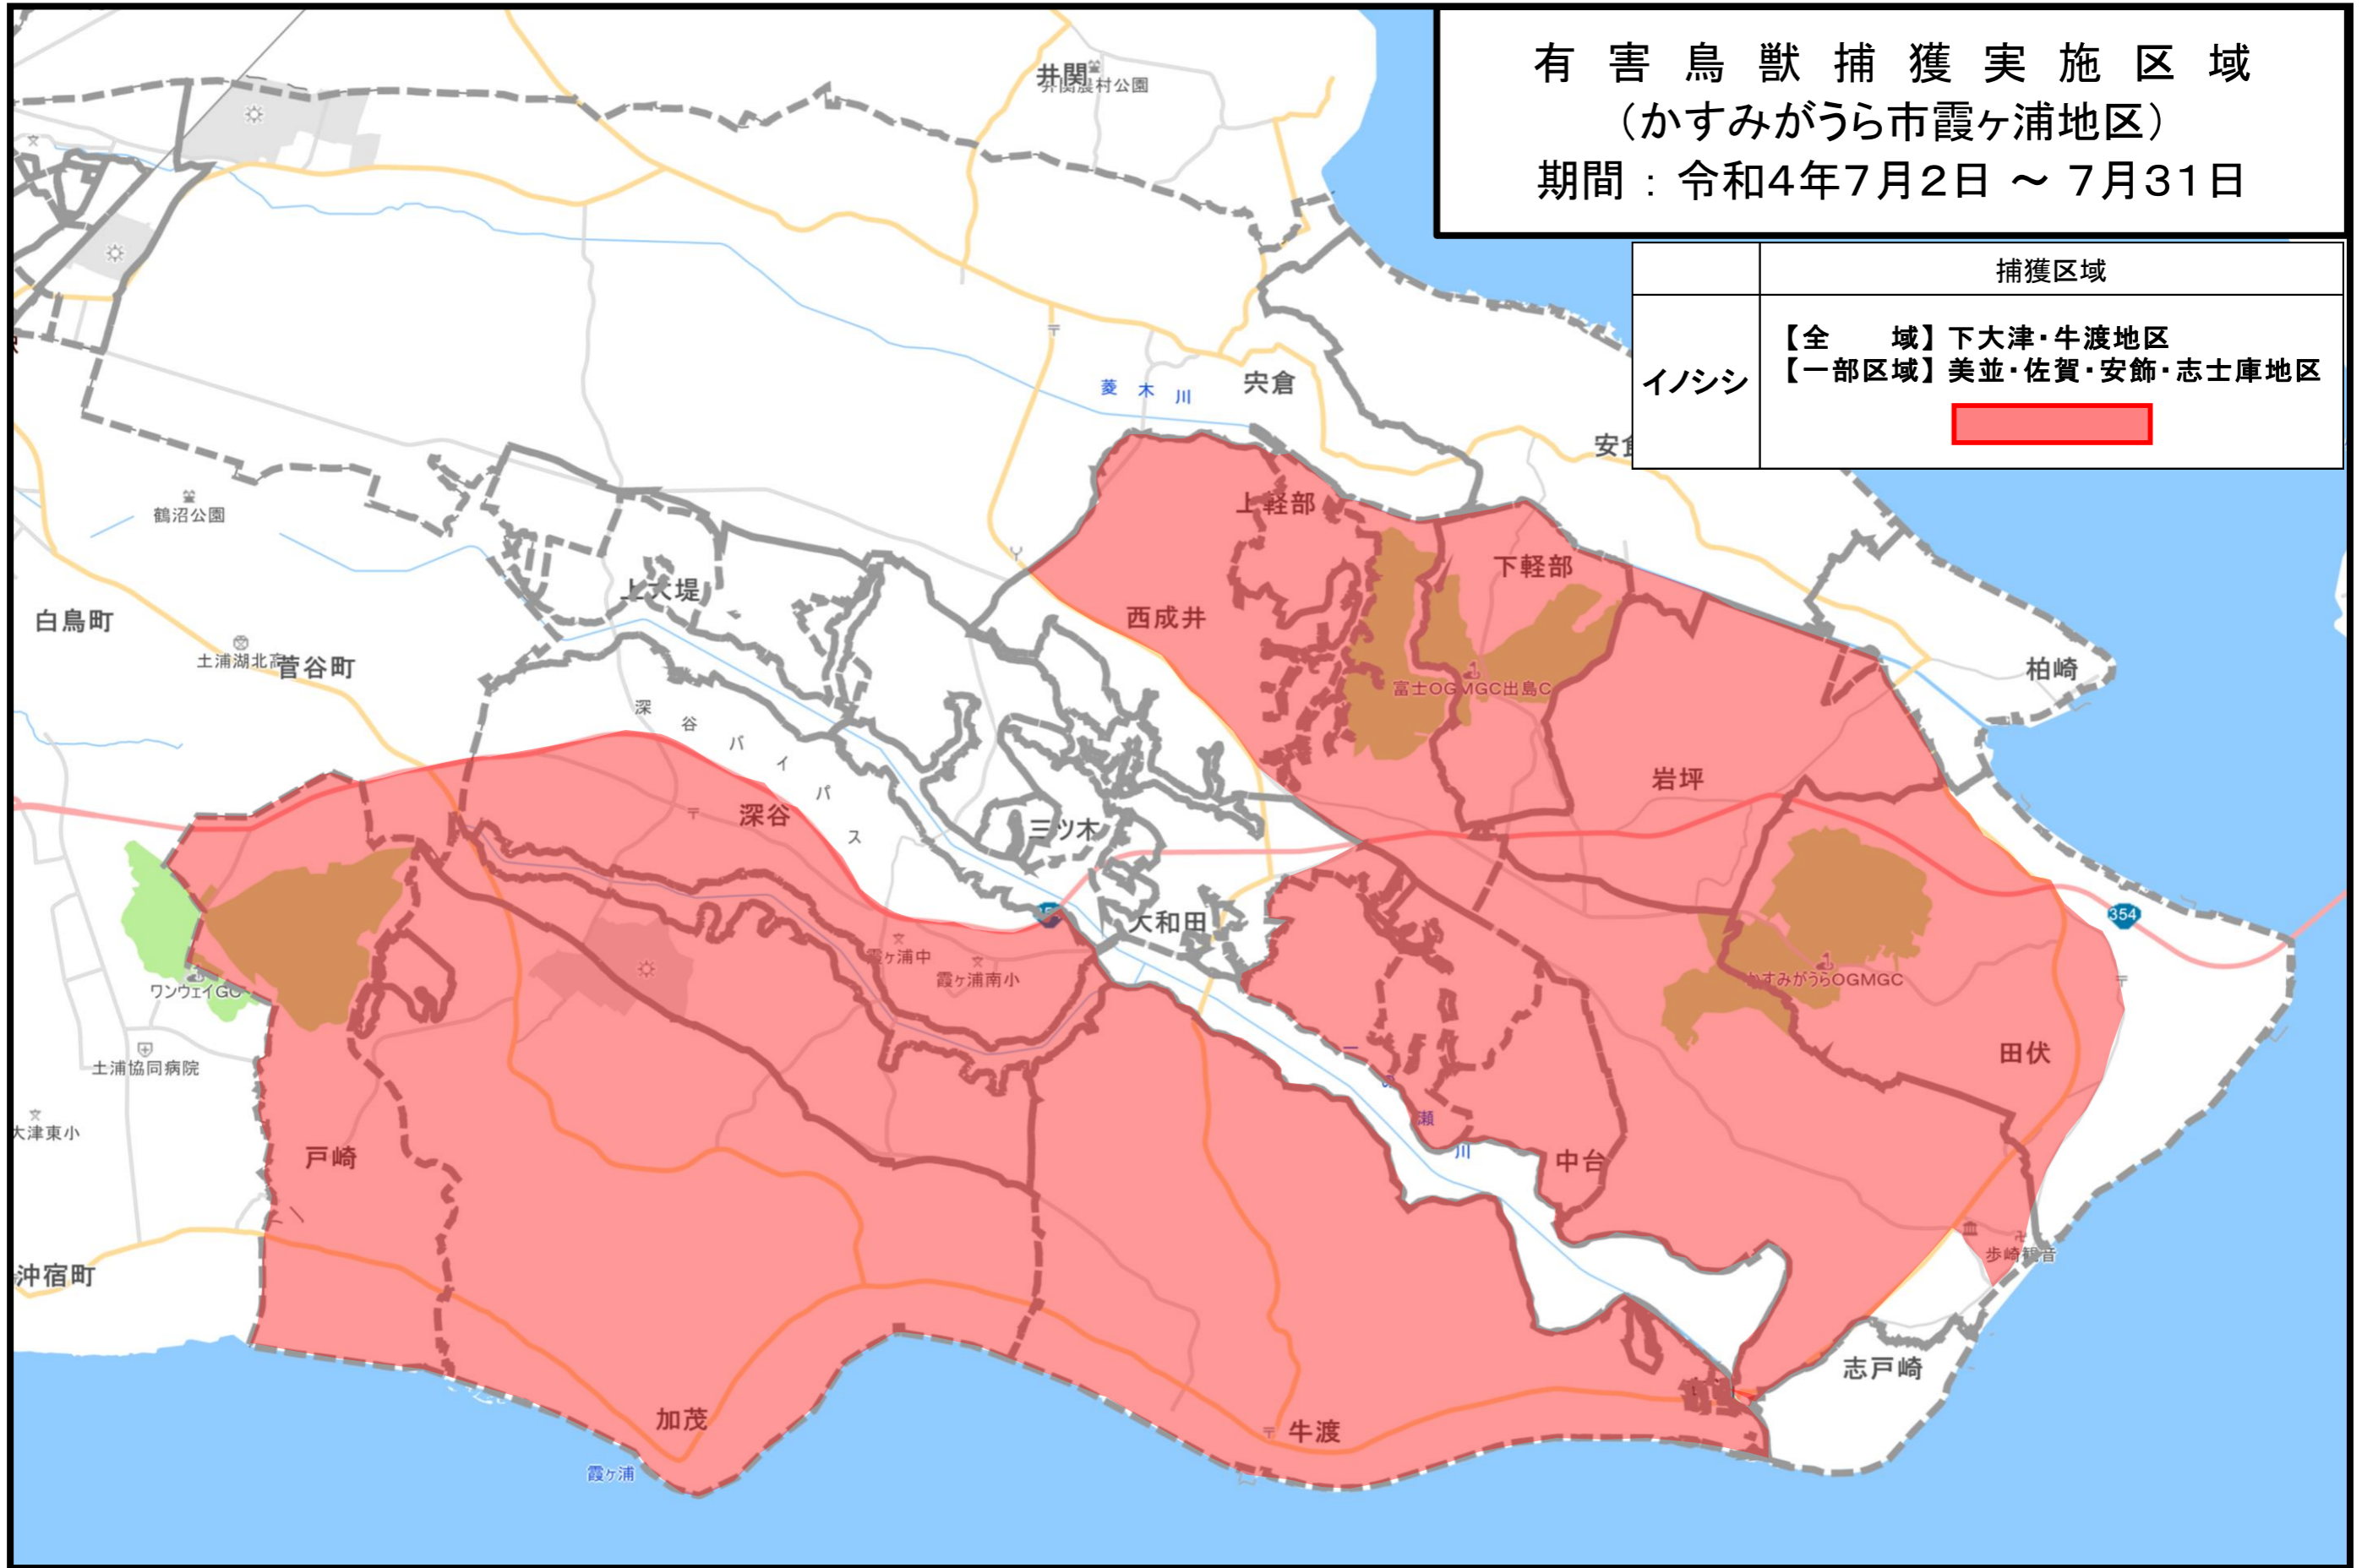 有害鳥獣捕獲実施区域
（かすみがうら市霞ヶ浦地区）
期間：令和4年7月2日 ～ 7月31日
捕獲区域
イノシシ
【全　　域】下大津・牛渡地区
【一部区域】美並・佐賀・安飾・志士庫地区
井関
井関農村公園
宍倉
菱木川
鶴沼公園
上軽部
下軽部
上大堤
西成井
白鳥町
土浦湖北高
菅谷町
柏崎
富士OGMGC出島C
深谷バイパス
岩坪
深谷
三ツ木
大和田
354
霞ヶ浦中
霞ヶ浦南小
かすみがうらOGMGC
ワンウェイGC
田伏
土浦協同病院
一の瀬川
大津東小
戸崎
中台
歩崎観音
沖宿町
志戸崎
加茂
牛渡
霞ヶ浦